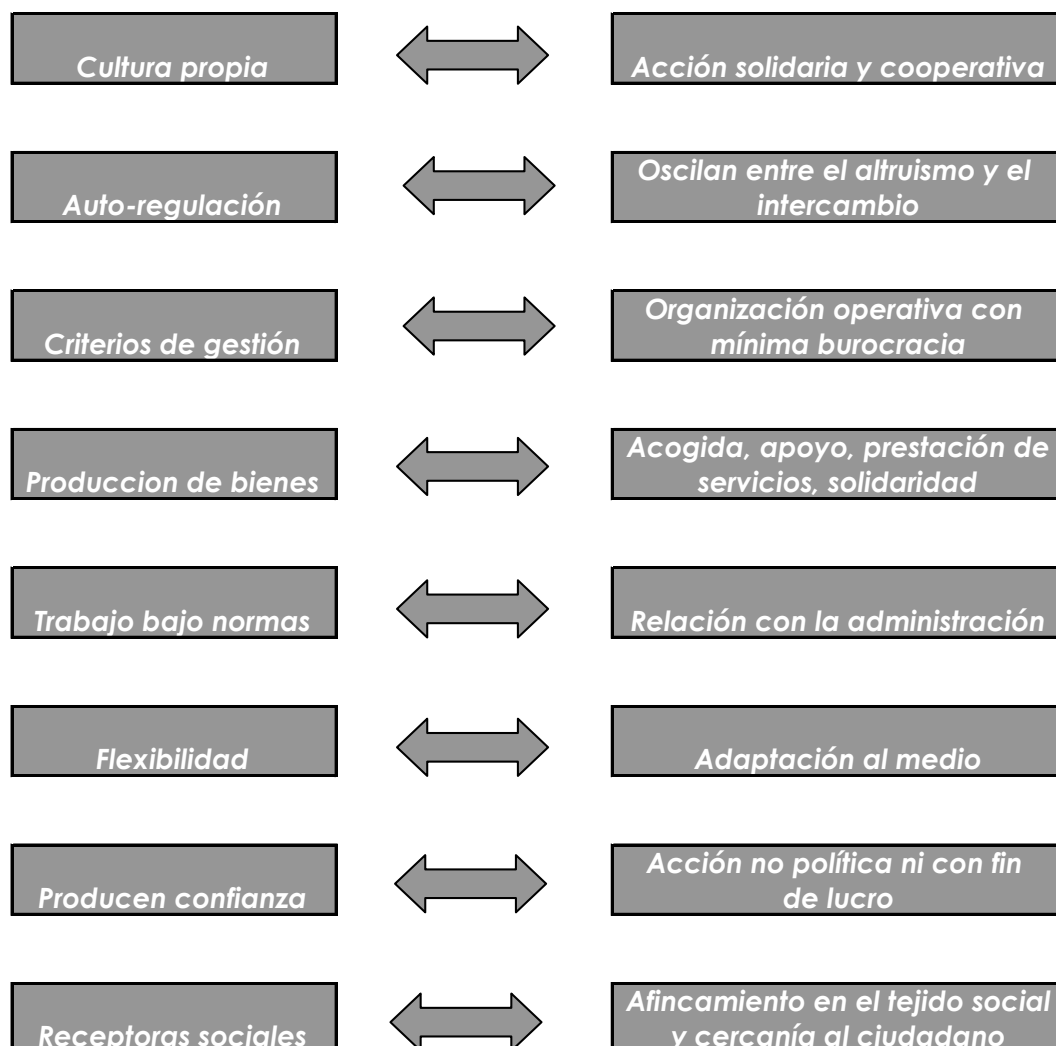 Cultura propia
Acción solidaria y cooperativa
Auto-regulación
Oscilan entre el altruismo y el
intercambio
Criterios de gestión
Organización operativa con
mínima burocracia
Produccion de bienes
Acogida, apoyo, prestación de
servicios, solidaridad
Trabajo bajo normas
Relación con la administración
Flexibilidad
Adaptación al medio
Producen confianza
Acción no política ni con fin
de lucro
Receptoras sociales
Afincamiento en el tejido social
y cercanía al ciudadano